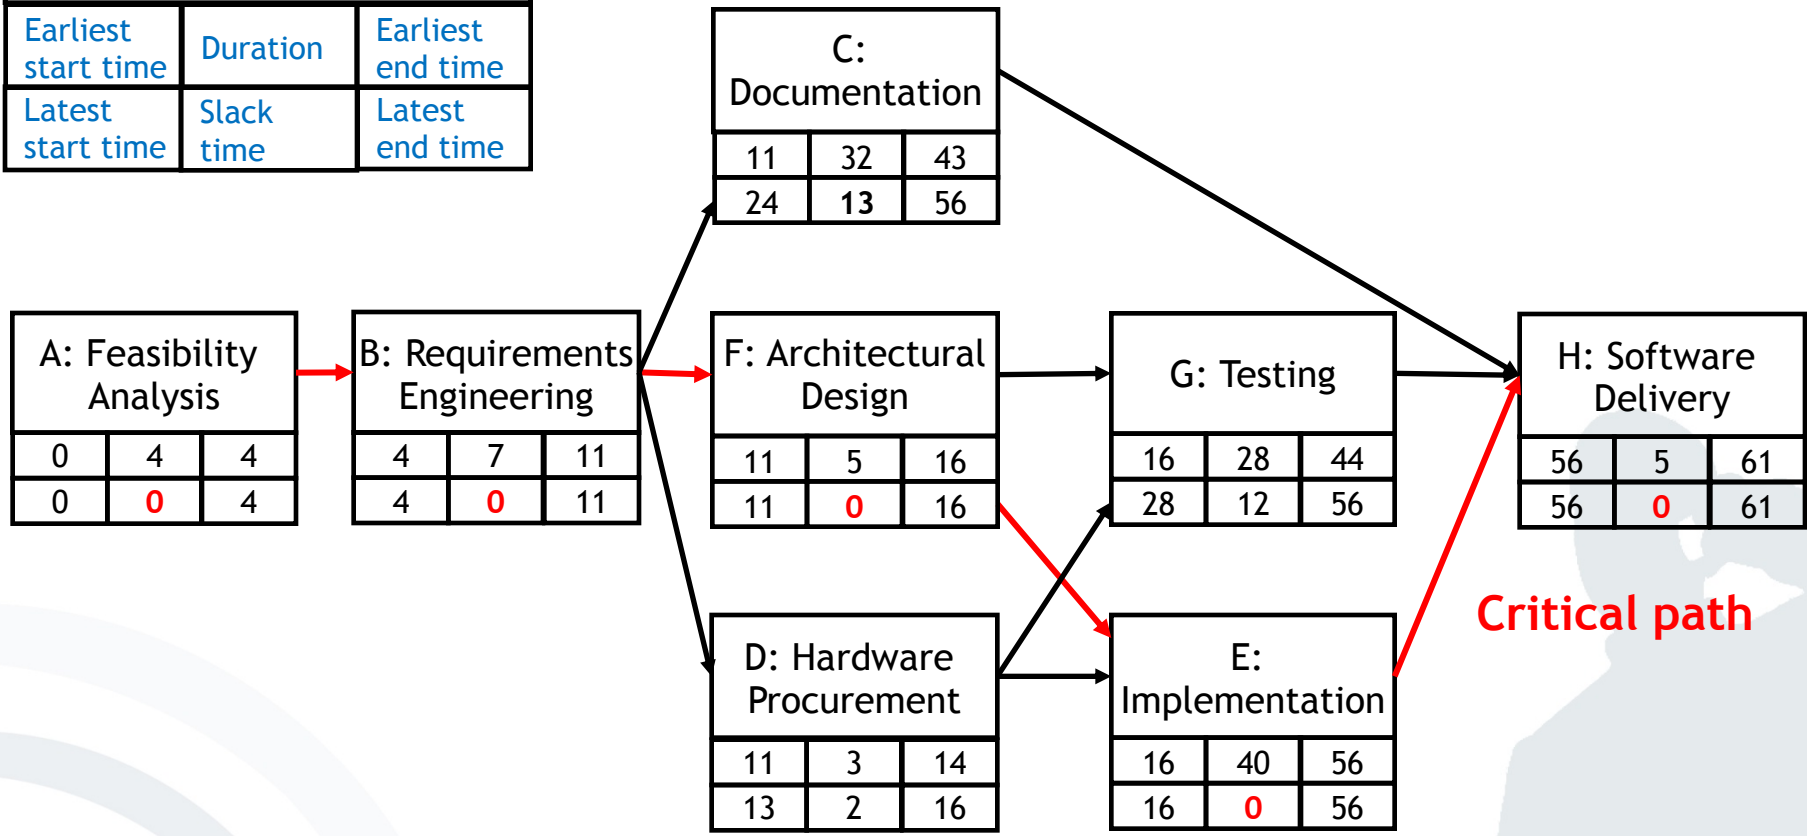 Earliest start time
Duration
Earliest end time
Latest start time
Slack time
Latest end time
C:
Documentation
11 32 43
24 13 56
A: Feasibility
Analysis
0 4 4
0 0 4
B: Requirements
Engineering
4 7 11
4 0 11
F: Architectural
Design
11 5 16
11 0 16
G: Testing
16 28 44
28 12 56
H: Software
Delivery
56 5 61
56 0 61
D: Hardware
Procurement
11 3 14
13 2 16
E:
Implementation
16 40 56
16 0 56
Critical path